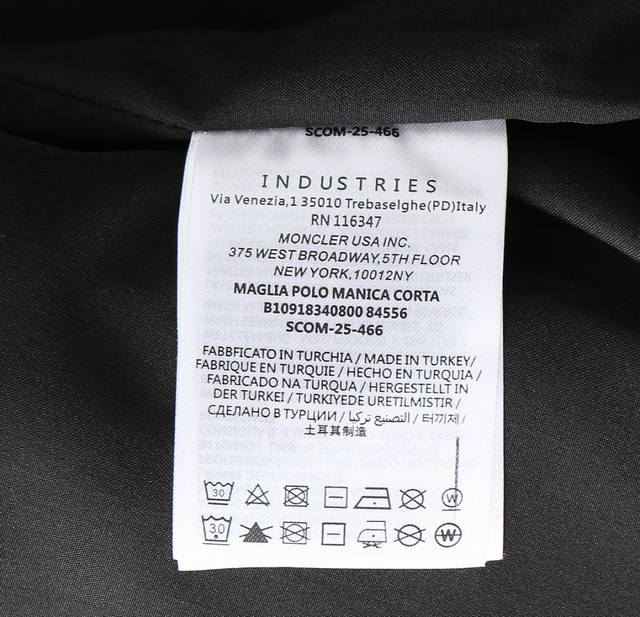 SCOM-25-466
INDUSTRIES
Via Venezia,1 35010 Trebaselghe(PD)Italy
RN 116347
MONCLER USA INC.
375 WEST BROADWAY,5TH FLOOR
NEW YORK,10012NY
MAGLIA POLO MANICA CORTA
B10918340800 84556
SCOM-25-466
FABBFICATO IN TURCHIA / MADE IN TURKEY/
FABRIQUE EN TURQUIE / HECHO EN TURQUIA /
FABRICADO NA TURQUA / HERGESTELLT IN
DER TURKEI / TURKIYEDE URETILMISTIR /
СДЕЛАНО В ТУРЦИИ / التصنيع تركيا / 터끼제 /
土耳其制造
30 W
30 W